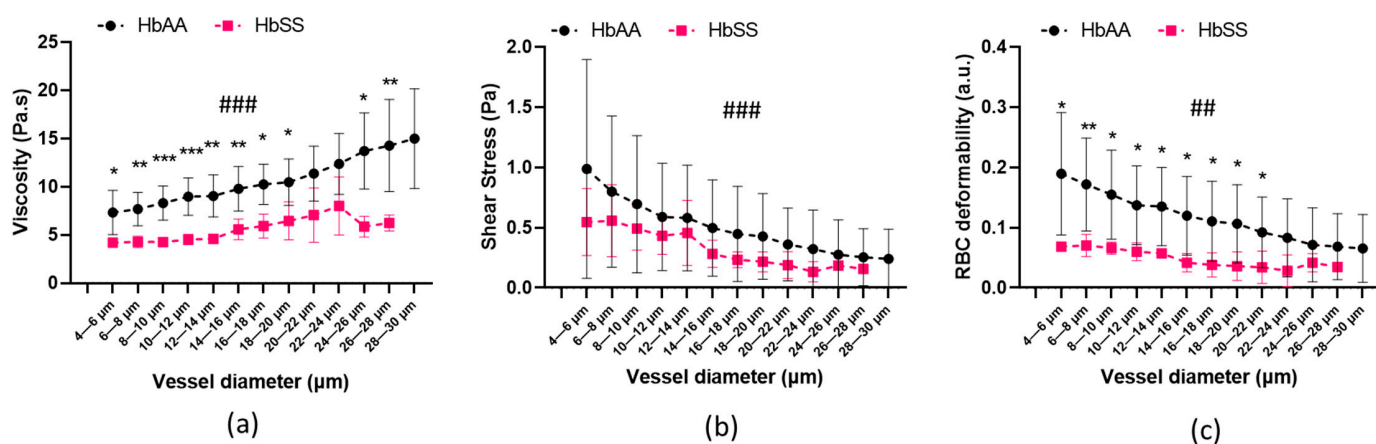 HbAA HbSS
Viscosity (Pa.s)
25
20
15
10
5
0
* ** *** *** ** ** * * * **
###
4—6 µm 6—8 µm 8—10 µm 10—12 µm 12—14 µm 14—16 µm 16—18 µm 18—20 µm 20—22 µm 22—24 µm 24—26 µm 26—28 µm 28—30 µm
Vessel diameter (µm)
(a)
HbAA HbSS
Shear Stress (Pa)
2.0
1.5
1.0
0.5
0.0
###
4—6 µm 6—8 µm 8—10 µm 10—12 µm 12—14 µm 14—16 µm 16—18 µm 18—20 µm 20—22 µm 22—24 µm 24—26 µm 26—28 µm 28—30 µm
Vessel diameter (µm)
(b)
HbAA HbSS
RBC deformability (a.u.)
0.4
0.3
0.2
0.1
0.0
* ** * * * * * * *
##
4—6 µm 6—8 µm 8—10 µm 10—12 µm 12—14 µm 14—16 µm 16—18 µm 18—20 µm 20—22 µm 22—24 µm 24—26 µm 26—28 µm 28—30 µm
Vessel diameter (µm)
(c)